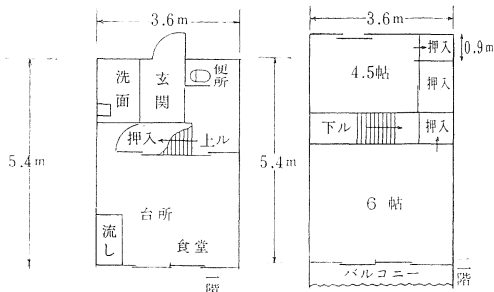 3.6m
洗面
玄関
便所
押入
上ル
5.4m
台所
流し
食堂
一階
3.6m
押入
0.9m
4.5帖
押入
下ル
押入
5.4m
6帖
バルコニー
二階